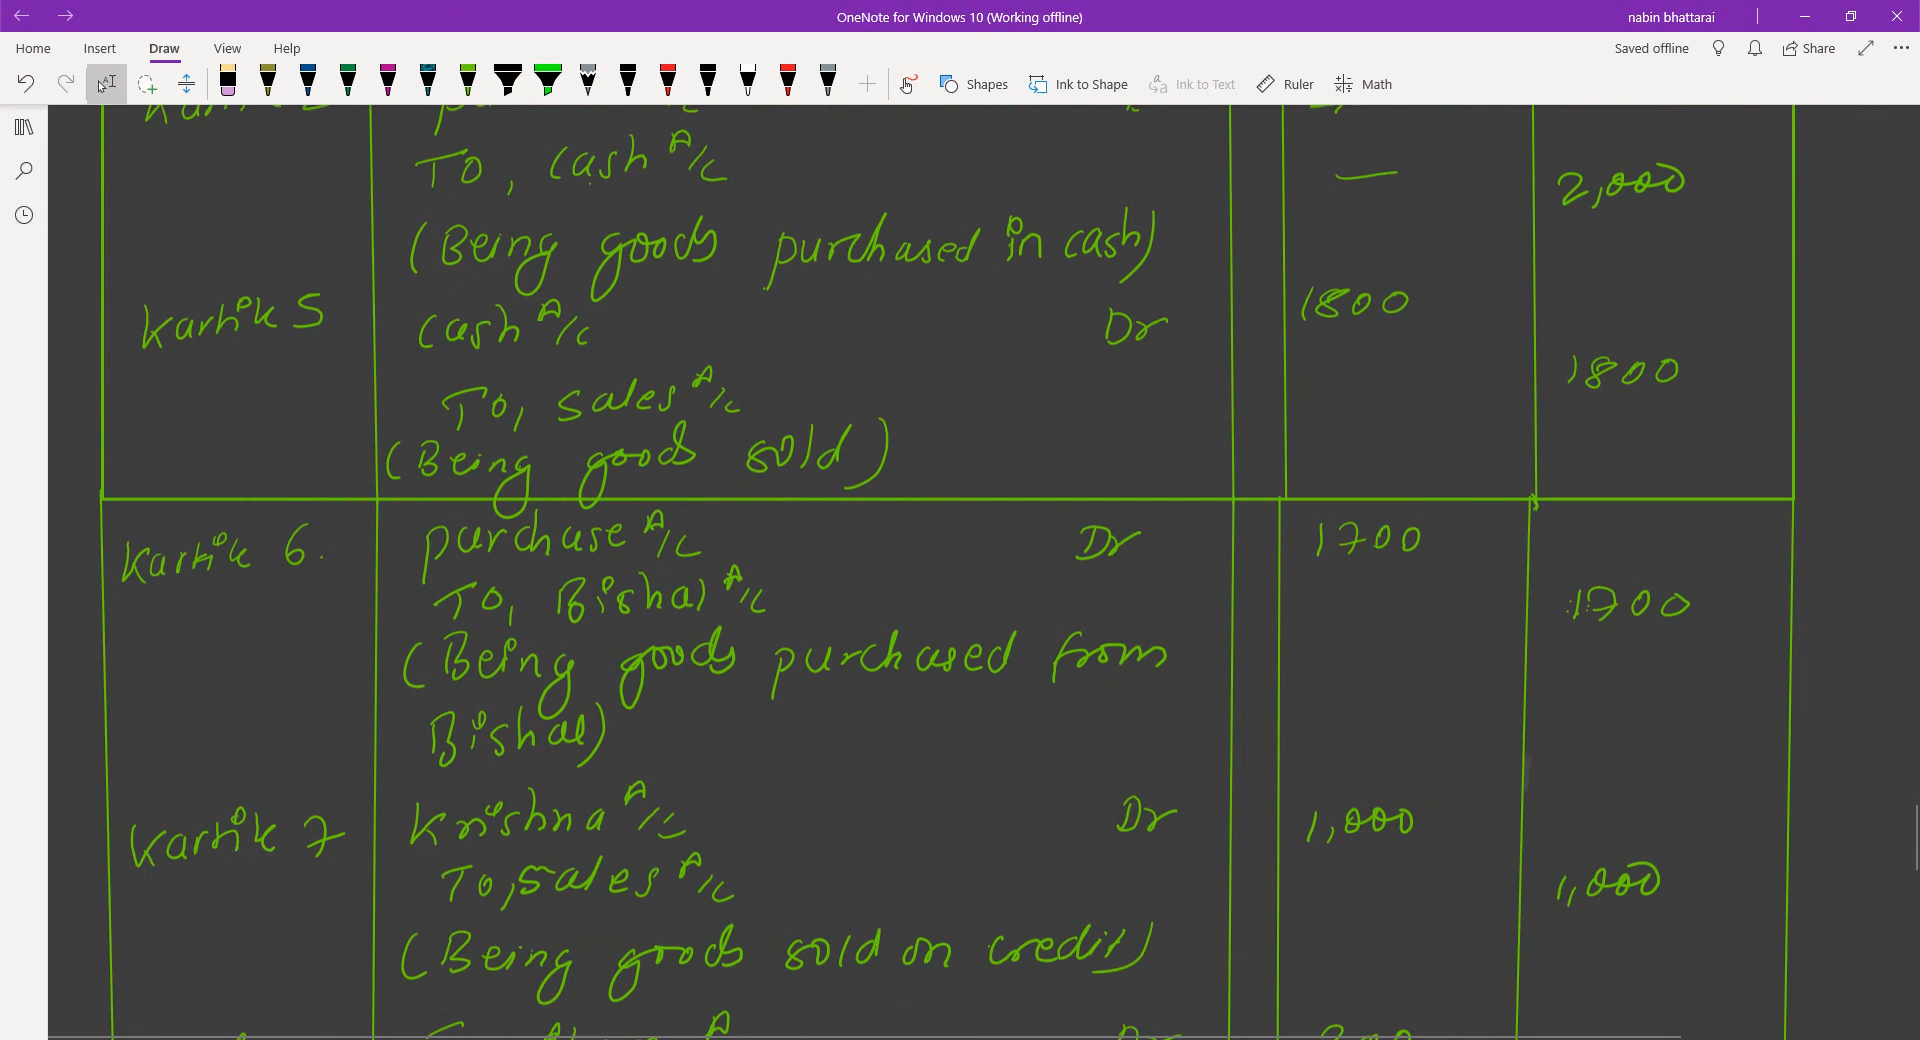 OneNote for Windows 10 (Working offline)
nabin bhattarai
Home Insert Draw View Help
Saved offline Share
Shapes Ink to Shape Ink to Text Ruler Math
To, Cash A/c — 2,000
(Being goods purchased in cash)
Kartik 5 Cash A/c Dr 1800
To, Sales A/c 1800
(Being goods sold)
Kartik 6. purchase A/c Dr 1700
To, Bishal A/c 1700
(Being goods purchased from
Bishal)
Kartik 7 Krishna A/c Dr 1,000
To, Sales A/c 1,000
(Being goods sold on credit)